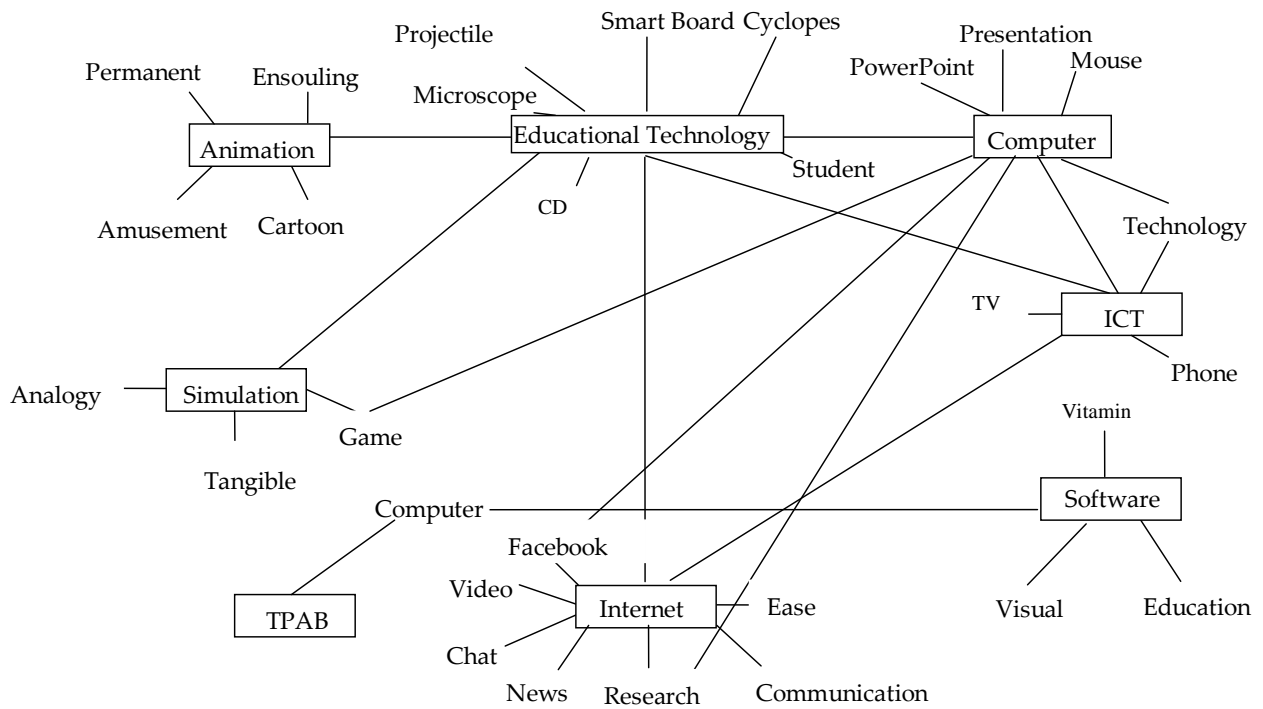 Smart Board Cyclopes
Projectile
Presentation
Mouse
PowerPoint
Permanent
Ensouling
Microscope
Educational Technology
Computer
Animation
Student
CD
Amusement
Cartoon
Technology
TV
ICT
Phone
Analogy
Simulation
Game
Vitamin
Tangible
Computer
Software
Facebook
Video
Internet
Ease
Visual
Education
TPAB
Chat
News
Research
Communication